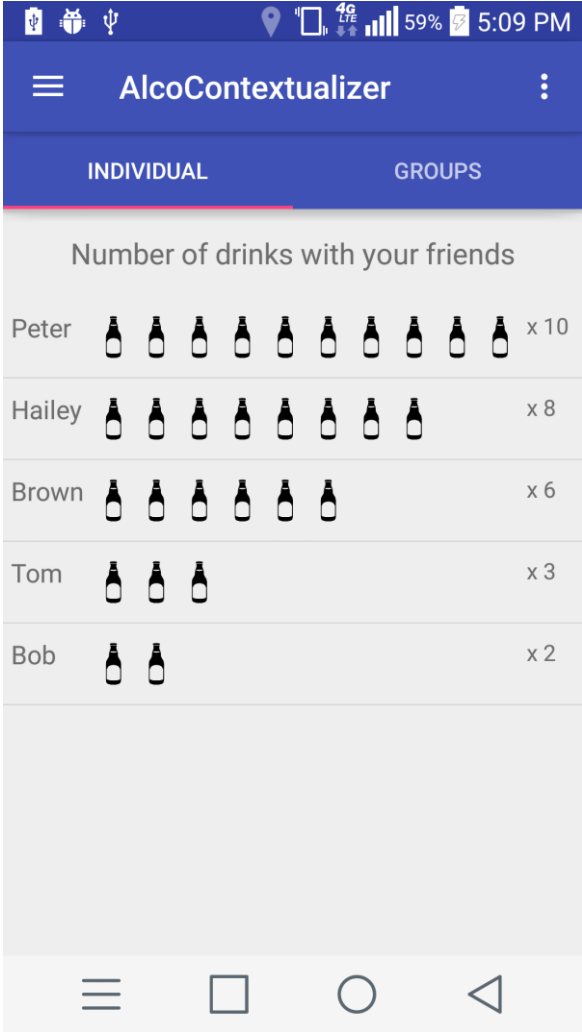 4G LTE 59% 5:09 PM
AlcoContextualizer
INDIVIDUAL GROUPS
Number of drinks with your friends
Peter x 10
Hailey x 8
Brown x 6
Tom x 3
Bob x 2